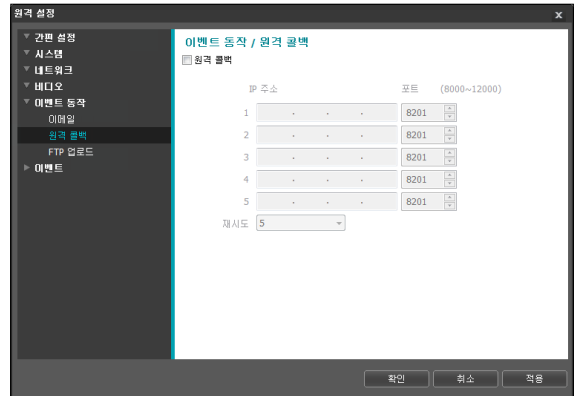 원격 설정 x
간편 설정
시스템
네트워크
비디오
이벤트 동작
이메일
원격 콜백
FTP 업로드
이벤트
이벤트 동작 / 원격 콜백
원격 콜백
IP 주소 포트 (8000~12000)
1 . . . 8201
2 . . . 8201
3 . . . 8201
4 . . . 8201
5 . . . 8201
재시도 5
확인 취소 적용